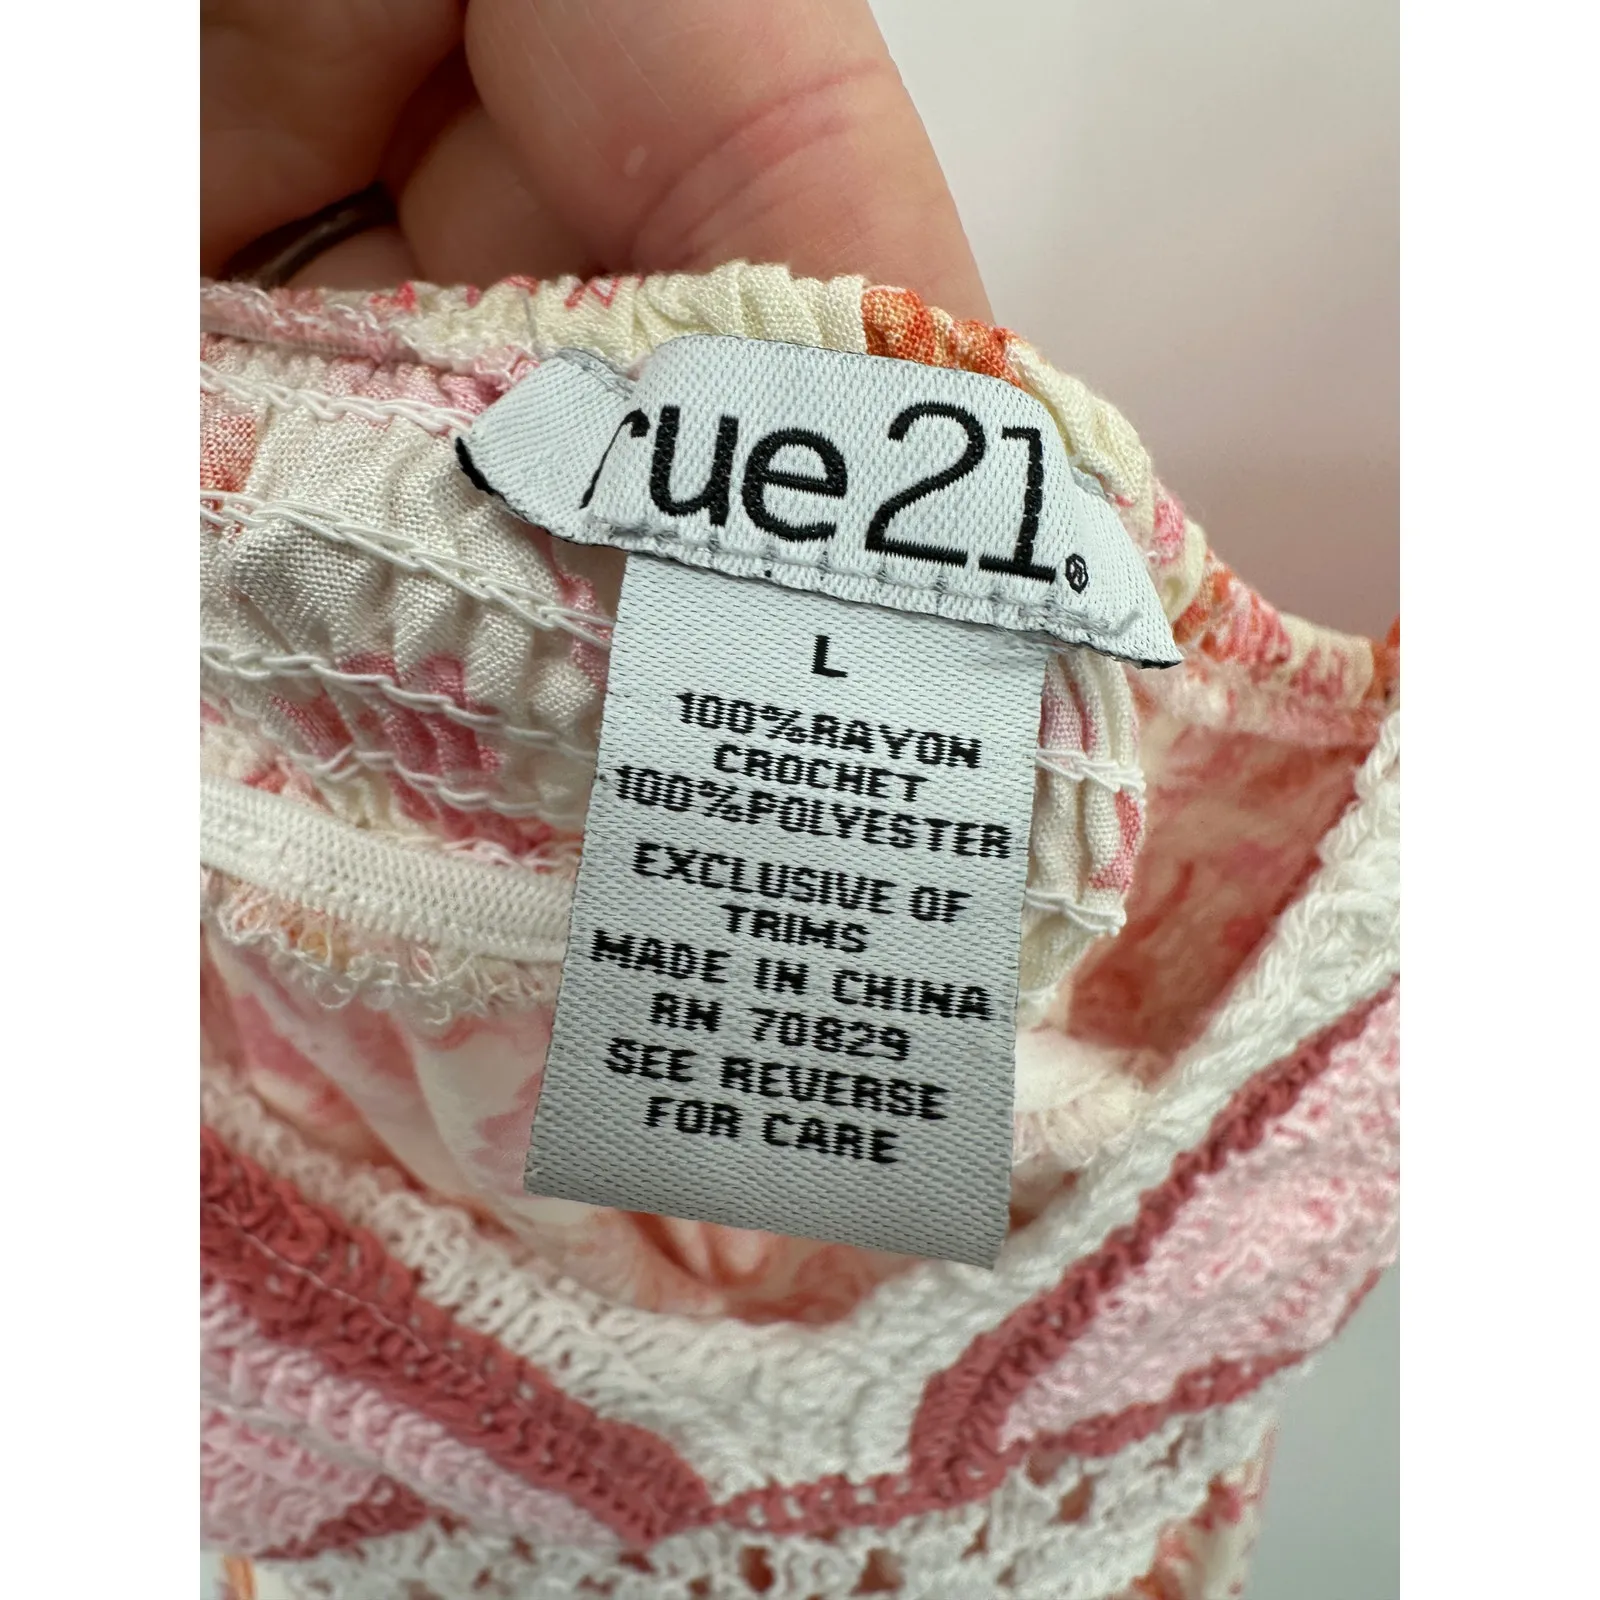 rue21®
L
100%RAYON
CROCHET
100%POLYESTER
EXCLUSIVE OF
TRIMS
MADE IN CHINA
RN 70829
SEE REVERSE
FOR CARE